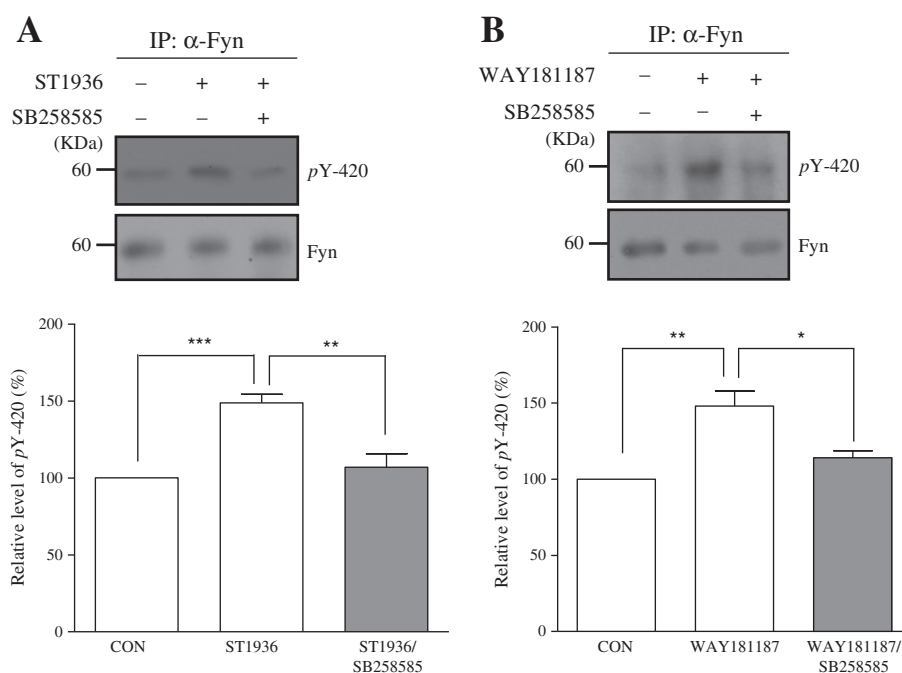 A
IP: α-Fyn
ST1936 – + +
SB258585 – – +
(KDa)
60
pY-420
60
Fyn
Relative level of pY-420 (%)
200
150
100
50
0
***
**
CON
ST1936
ST1936/
SB258585
B
IP: α-Fyn
WAY181187 – + +
SB258585 – – +
(KDa)
60
pY-420
60
Fyn
Relative level of pY-420 (%)
200
150
100
50
0
**
*
CON
WAY181187
WAY181187/
SB258585